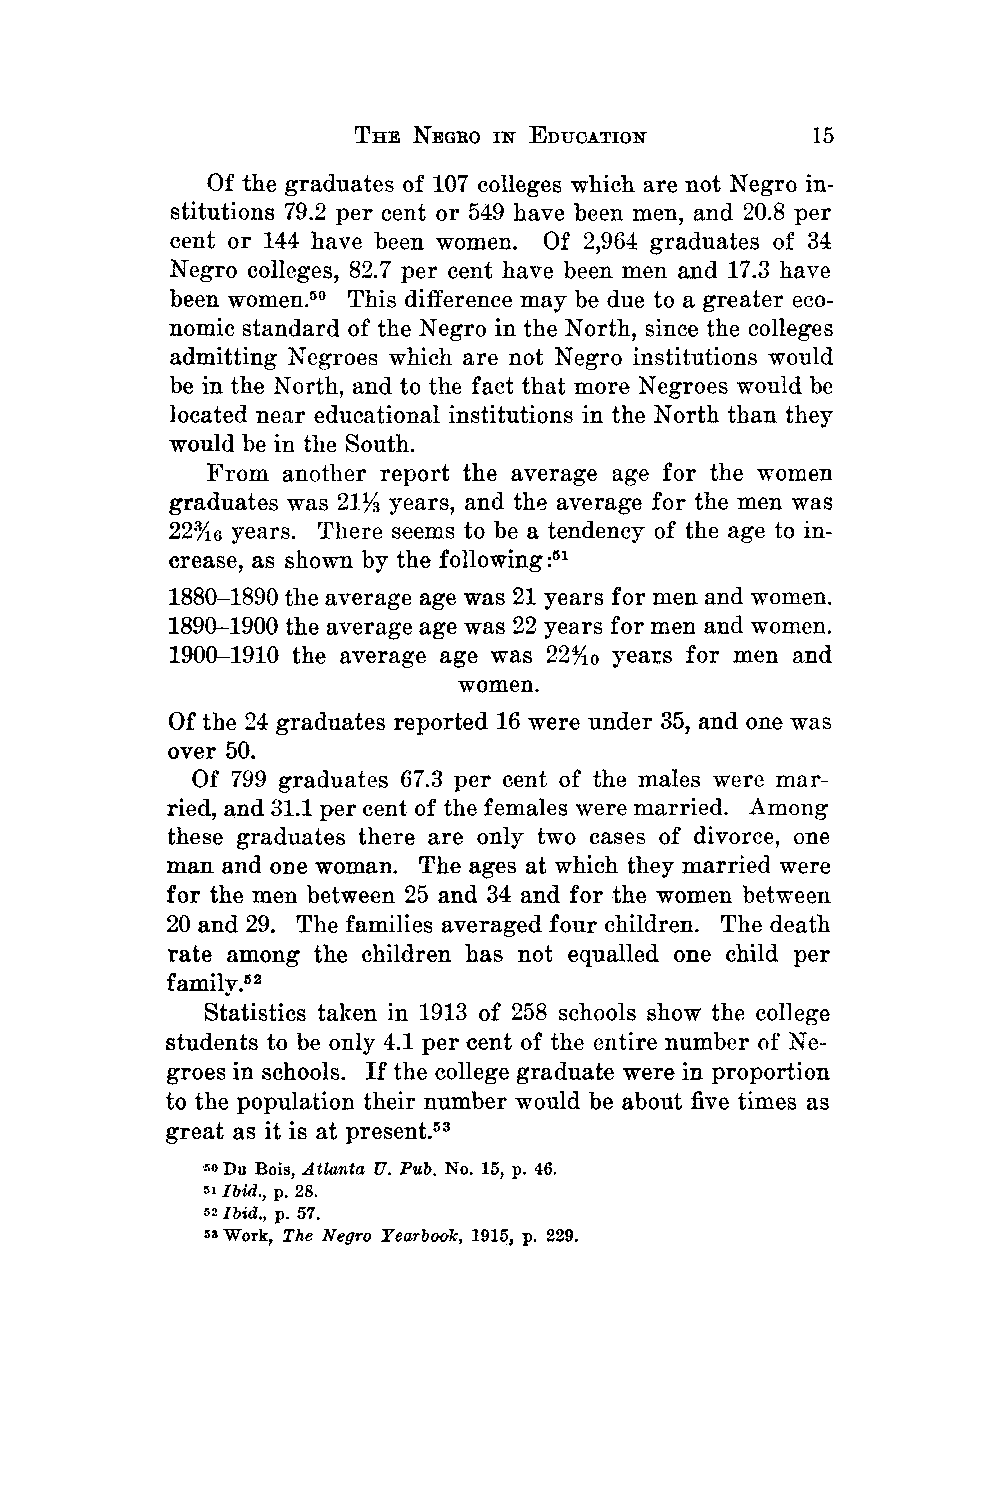 The Negro in Education 15
Of the graduates of 107 colleges which are not Negro in-
stitutions 79.2 per cent or 549 have been men, and 20.8 per
cent or 144 have been women. Of 2,964 graduates of 34
Negro colleges, 82.7 per cent have been men and 17.3 have
been women.⁵⁰ This difference may be due to a greater eco-
nomic standard of the Negro in the North, since the colleges
admitting Negroes which are not Negro institutions would
be in the North, and to the fact that more Negroes would be
located near educational institutions in the North than they
would be in the South.
From another report the average age for the women
graduates was 21⅓ years, and the average for the men was
22³⁄₁₆ years. There seems to be a tendency of the age to in-
crease, as shown by the following:⁵¹
1880–1890 the average age was 21 years for men and women.
1890–1900 the average age was 22 years for men and women.
1900–1910 the average age was 22⁴⁄₁₀ years for men and
women.
Of the 24 graduates reported 16 were under 35, and one was
over 50.
Of 799 graduates 67.3 per cent of the males were mar-
ried, and 31.1 per cent of the females were married. Among
these graduates there are only two cases of divorce, one
man and one woman. The ages at which they married were
for the men between 25 and 34 and for the women between
20 and 29. The families averaged four children. The death
rate among the children has not equalled one child per
family.⁵²
Statistics taken in 1913 of 258 schools show the college
students to be only 4.1 per cent of the entire number of Ne-
groes in schools. If the college graduate were in proportion
to the population their number would be about five times as
great as it is at present.⁵³
⁵⁰ Du Bois, Atlanta U. Pub. No. 15, p. 46.
⁵¹ Ibid., p. 28.
⁵² Ibid., p. 57.
⁵³ Work, The Negro Yearbook, 1915, p. 229.